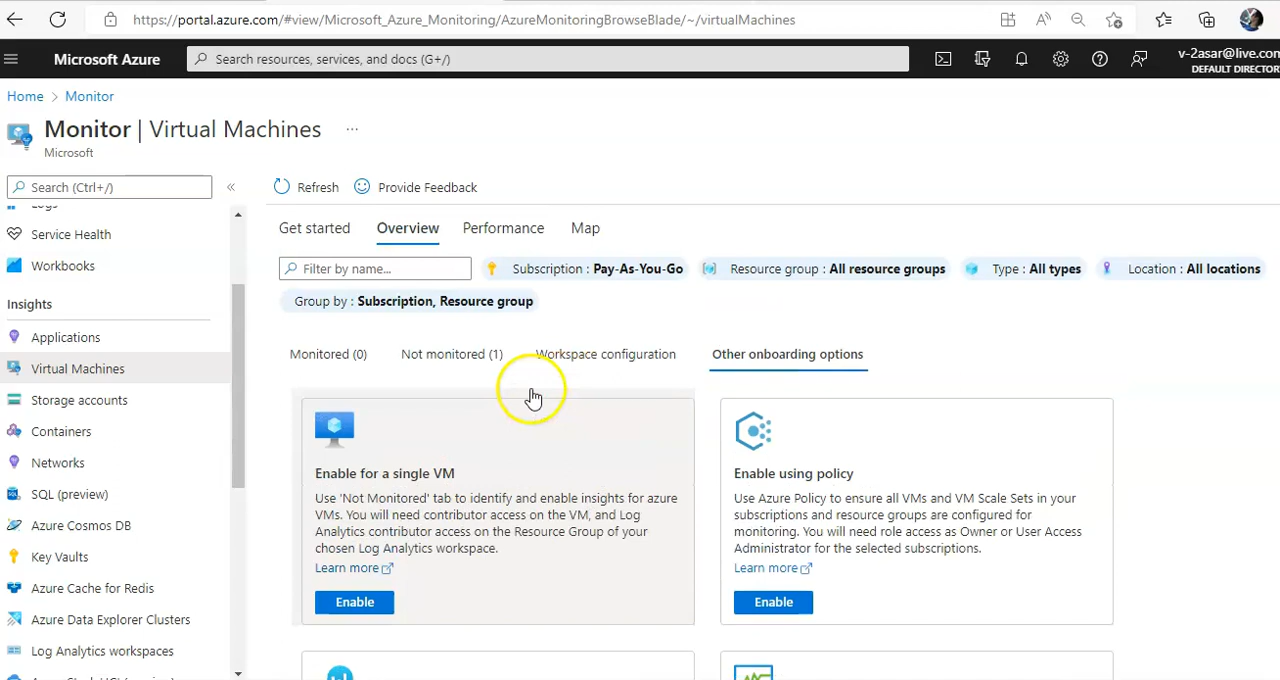 https://portal.azure.com/#view/Microsoft_Azure_Monitoring/AzureMonitoringBrowseBlade/~/virtualMachines
Microsoft Azure
Search resources, services, and docs (G+/)
v-2asar@live.com
DEFAULT DIRECTOR
Home > Monitor
Monitor | Virtual Machines ...
Microsoft
Search (Ctrl+/)
«
Refresh
Provide Feedback
Logs
Service Health
Workbooks
Insights
Applications
Virtual Machines
Storage accounts
Containers
Networks
SQL (preview)
Azure Cosmos DB
Key Vaults
Azure Cache for Redis
Azure Data Explorer Clusters
Log Analytics workspaces
Get started
Overview
Performance
Map
Filter by name...
Subscription : Pay-As-You-Go
Resource group : All resource groups
Type : All types
Location : All locations
Group by : Subscription, Resource group
Monitored (0)
Not monitored (1)
Workspace configuration
Other onboarding options
Enable for a single VM
Use 'Not Monitored' tab to identify and enable insights for azure
VMs. You will need contributor access on the VM, and Log
Analytics contributor access on the Resource Group of your
chosen Log Analytics workspace.
Learn more
Enable
Enable using policy
Use Azure Policy to ensure all VMs and VM Scale Sets in your
subscriptions and resource groups are configured for
monitoring. You will need role access as Owner or User Access
Administrator for the selected subscriptions.
Learn more
Enable